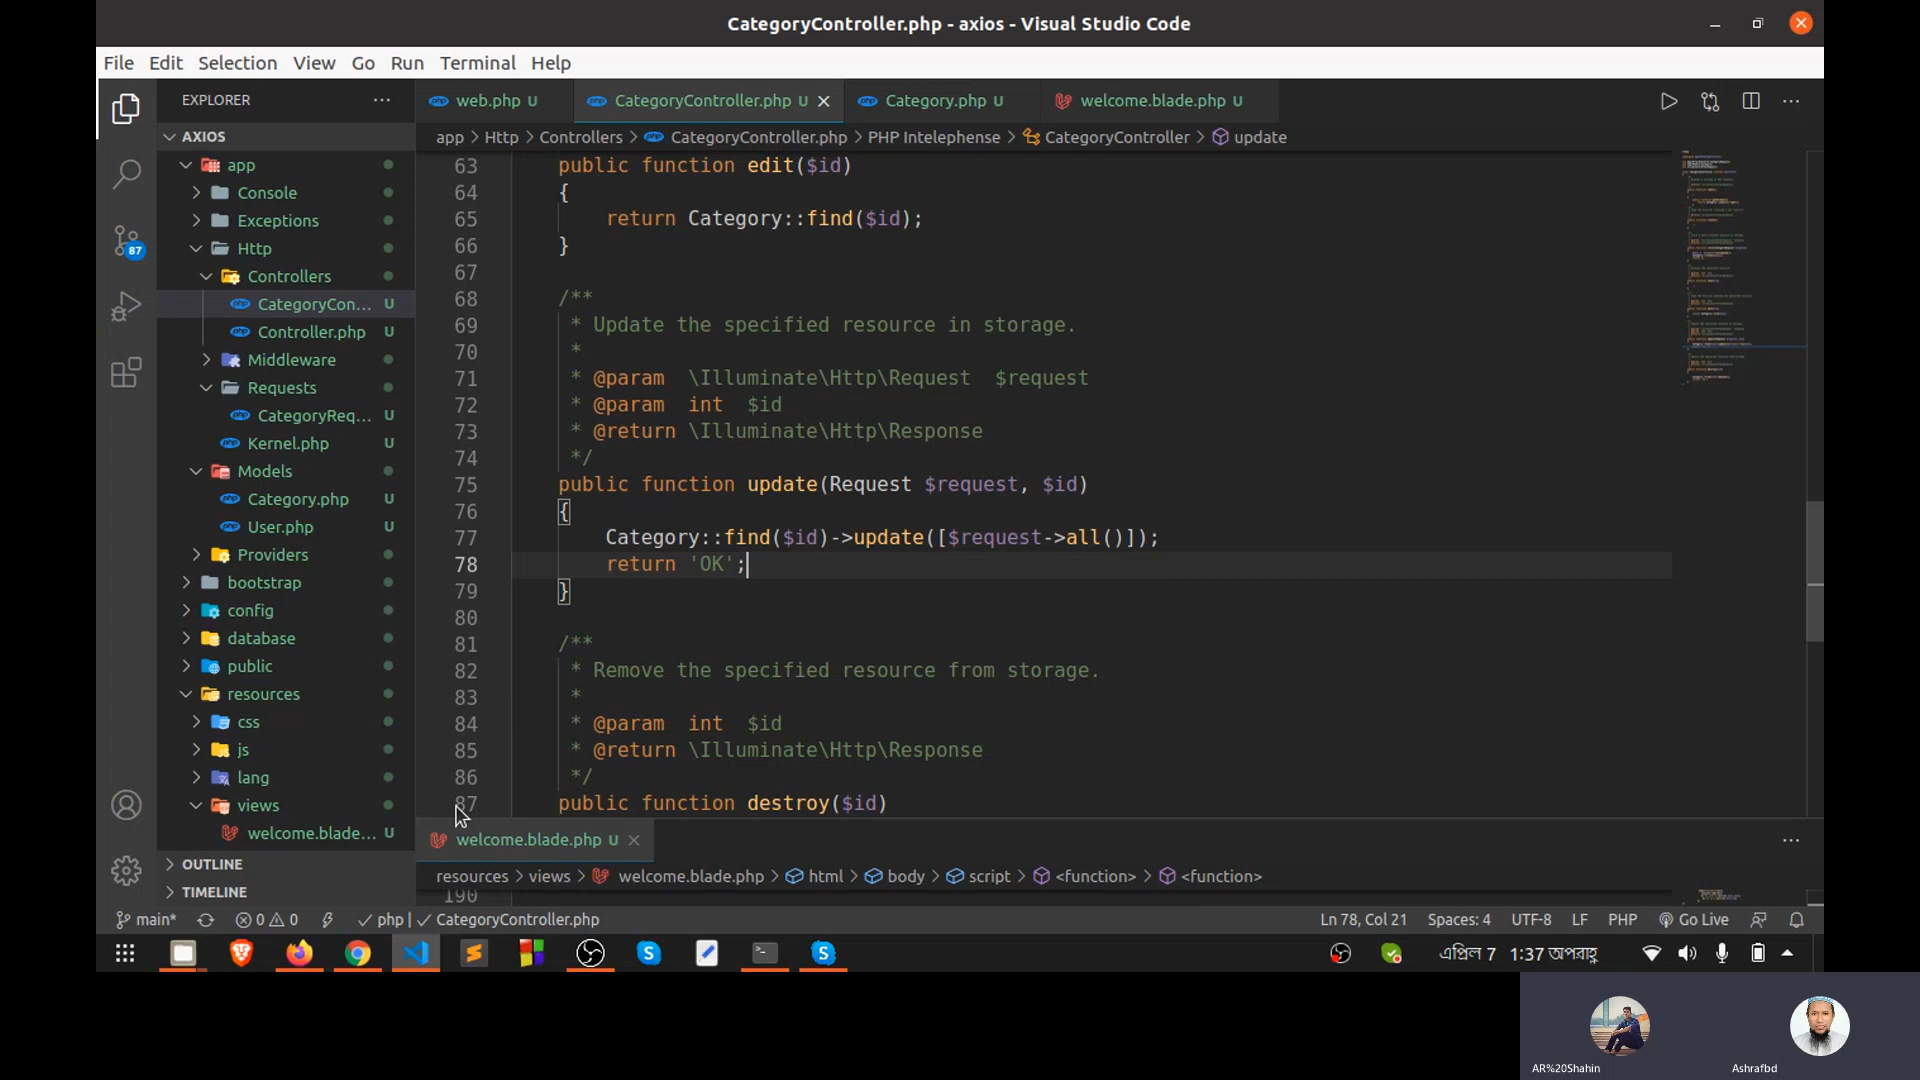 CategoryController.php - axios - Visual Studio Code
File Edit Selection View Go Run Terminal Help
EXPLORER ···
web.php U
CategoryController.php U
Category.php U
welcome.blade.php U
app > Http > Controllers > CategoryController.php > PHP Intelephense > CategoryController > update
AXIOS
app
Console
Exceptions
Http
Controllers
CategoryCon... U
Controller.php U
Middleware
Requests
CategoryReq... U
Kernel.php U
Models
Category.php U
User.php U
Providers
bootstrap
config
database
public
resources
css
js
lang
views
welcome.blade... U
OUTLINE
TIMELINE
87
63 public function edit($id)
64 {
65 return Category::find($id);
66 }
67
68 /**
69 * Update the specified resource in storage.
70 *
71 * @param \Illuminate\Http\Request $request
72 * @param int $id
73 * @return \Illuminate\Http\Response
74 */
75 public function update(Request $request, $id)
76 {
77 Category::find($id)->update([$request->all()]);
78 return 'OK';
79 }
80
81 /**
82 * Remove the specified resource from storage.
83 *
84 * @param int $id
85 * @return \Illuminate\Http\Response
86 */
87 public function destroy($id)
welcome.blade.php U
resources > views > welcome.blade.php > html > body > script > <function> > <function>
190
main* 0 0 php | CategoryController.php
Ln 78, Col 21 Spaces: 4 UTF-8 LF PHP Go Live
এপ্রিল 7 1:37 অপরাহ্ণ
AR%20Shahin
Ashrafbd